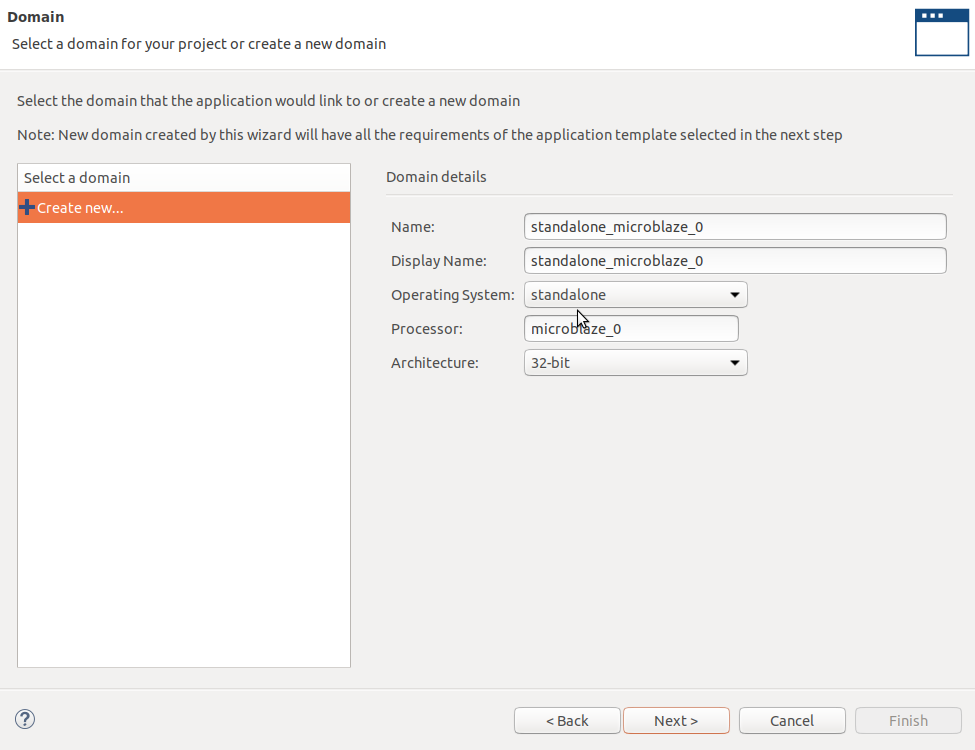 Domain
Select a domain for your project or create a new domain
Select the domain that the application would link to or create a new domain
Note: New domain created by this wizard will have all the requirements of the application template selected in the next step
Select a domain
Create new...
Domain details
Name: standalone_microblaze_0
Display Name: standalone_microblaze_0
Operating System: standalone
Processor: microblaze_0
Architecture: 32-bit
?
< Back Next > Cancel Finish